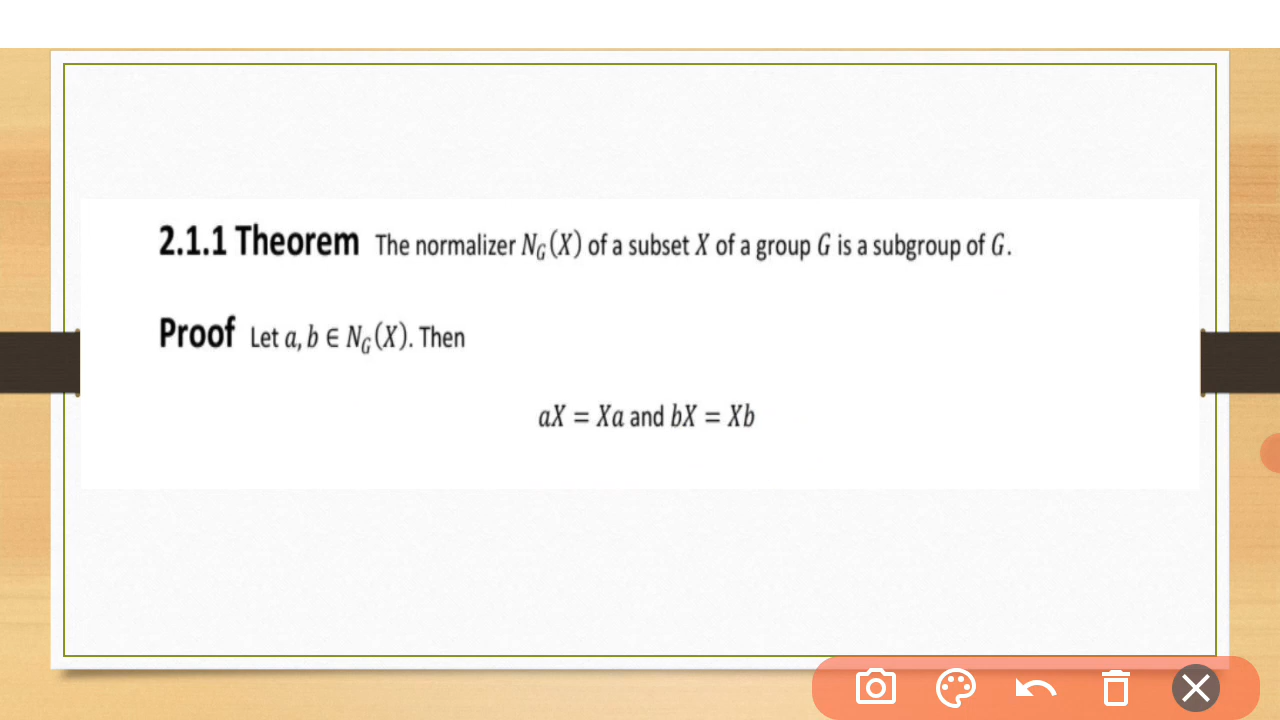 2.1.1 Theorem The normalizer N_G(X) of a subset X of a group G is a subgroup of G.
Proof Let a, b ∈ N_G(X). Then
aX = Xa and bX = Xb